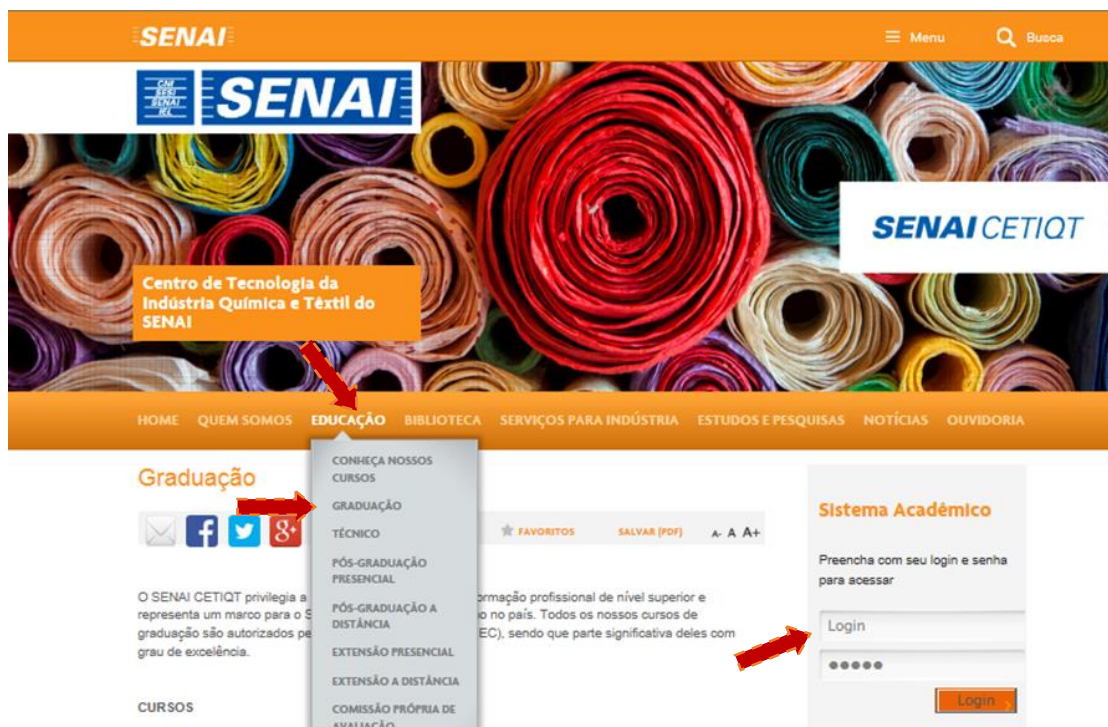 SENAI
Menu
Busca
CNI
SESI
SENAI
IEL
SENAI
SENAI CETIQT
Centro de Tecnologia da
Indústria Química e Têxtil do
SENAI
HOME QUEM SOMOS EDUCAÇÃO BIBLIOTECA SERVIÇOS PARA INDÚSTRIA ESTUDOS E PESQUISAS NOTÍCIAS OUVIDORIA
CONHEÇA NOSSOS
CURSOS
GRADUAÇÃO
TÉCNICO
PÓS-GRADUAÇÃO
PRESENCIAL
PÓS-GRADUAÇÃO A
DISTÂNCIA
EXTENSÃO PRESENCIAL
EXTENSÃO A DISTÂNCIA
COMISSÃO PRÓPRIA DE
AVALIAÇÃO
Graduação
FAVORITOS SALVAR (PDF) A- A A+
O SENAI CETIQT privilegia a ormação profissional de nível superior e
representa um marco para o S o no país. Todos os nossos cursos de
graduação são autorizados pe EC), sendo que parte significativa deles com
grau de excelência.
CURSOS
Sistema Acadêmico
Preencha com seu login e senha
para acessar
Login
Login